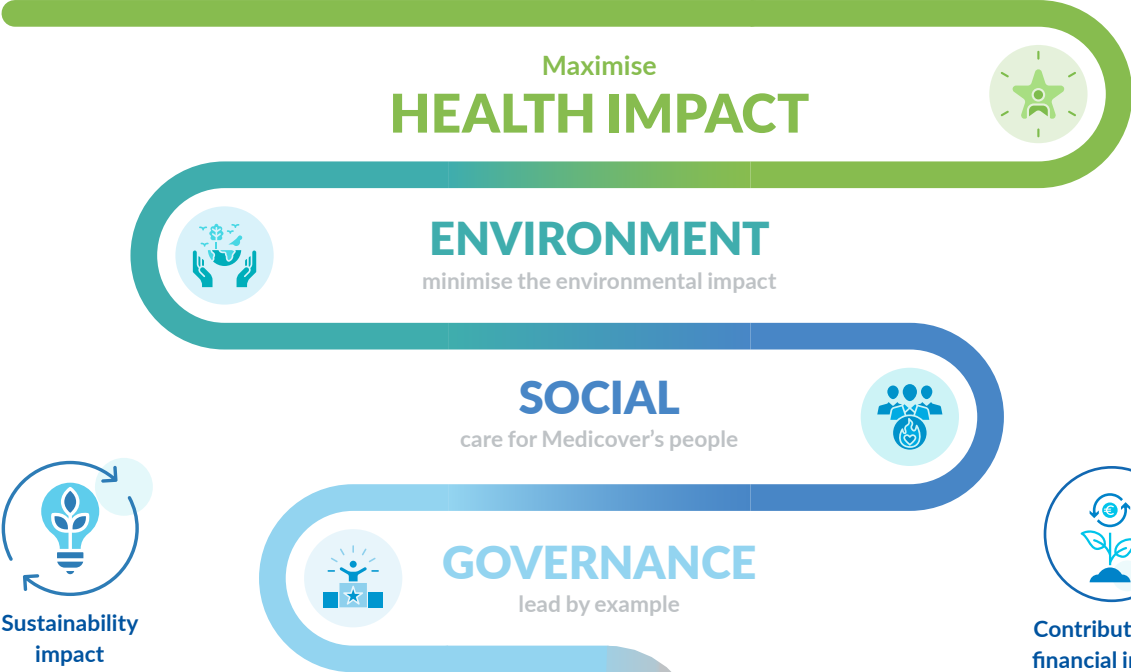 Maximise
HEALTH IMPACT
ENVIRONMENT
minimise the environmental impact
SOCIAL
care for Medicover's people
GOVERNANCE
lead by example
Sustainability
impact
financial